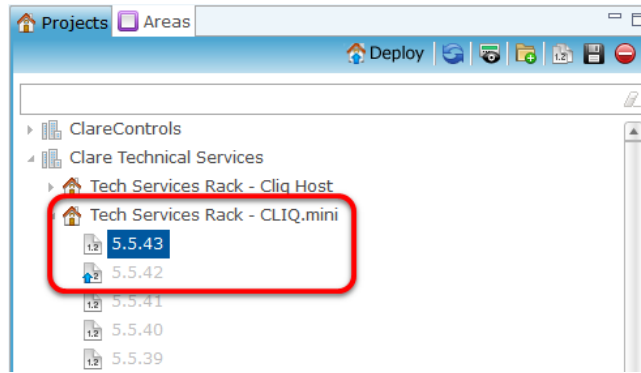 Projects Areas
Deploy
ClareControls
Clare Technical Services
Tech Services Rack - Cliq Host
Tech Services Rack - CLIQ.mini
5.5.43
5.5.42
5.5.41
5.5.40
5.5.39